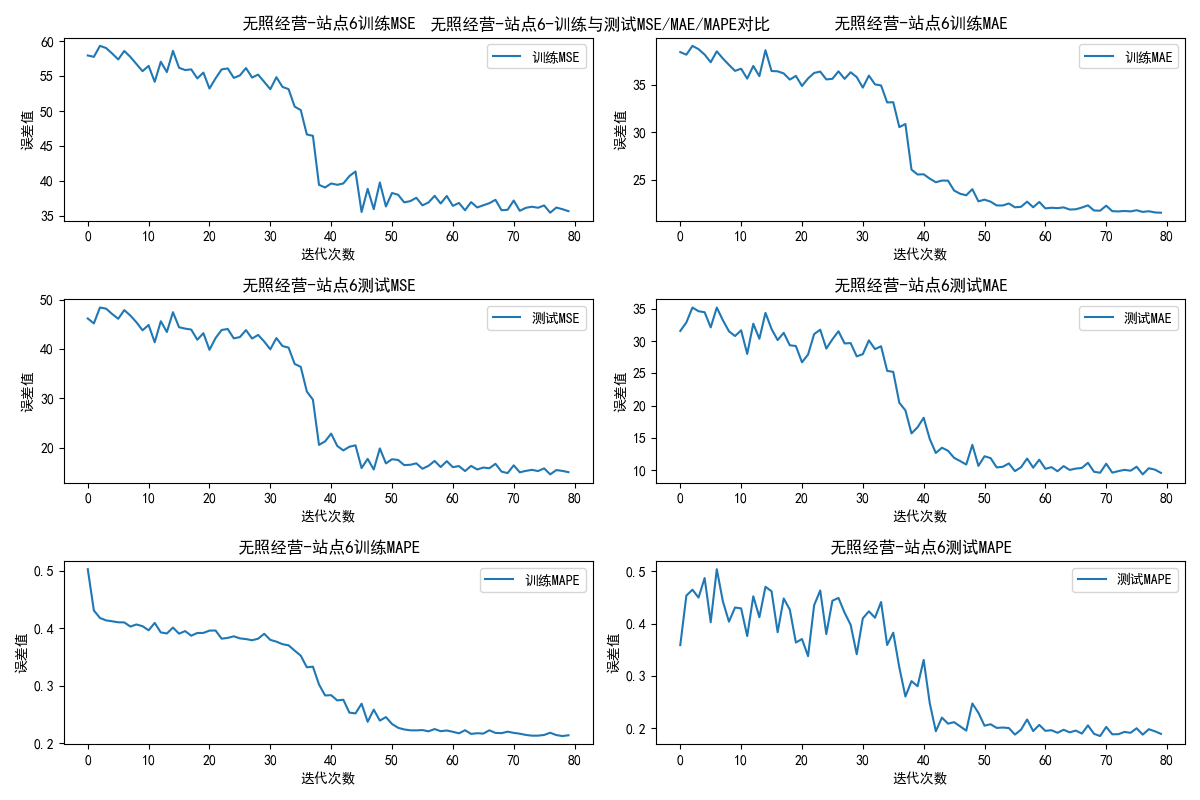 无照经营-站点6-训练与测试MSE/MAE/MAPE对比
无照经营-站点6训练MSE
60
55
50
45
40
35
误差值
训练MSE
0 10 20 30 40 50 60 70 80
迭代次数
无照经营-站点6训练MAE
35
30
25
误差值
训练MAE
0 10 20 30 40 50 60 70 80
迭代次数
无照经营-站点6测试MSE
50
40
30
20
误差值
测试MSE
0 10 20 30 40 50 60 70 80
迭代次数
无照经营-站点6测试MAE
35
30
25
20
15
10
误差值
测试MAE
0 10 20 30 40 50 60 70 80
迭代次数
无照经营-站点6训练MAPE
0.5
0.4
0.3
0.2
误差值
训练MAPE
0 10 20 30 40 50 60 70 80
迭代次数
无照经营-站点6测试MAPE
0.5
0.4
0.3
0.2
误差值
测试MAPE
0 10 20 30 40 50 60 70 80
迭代次数